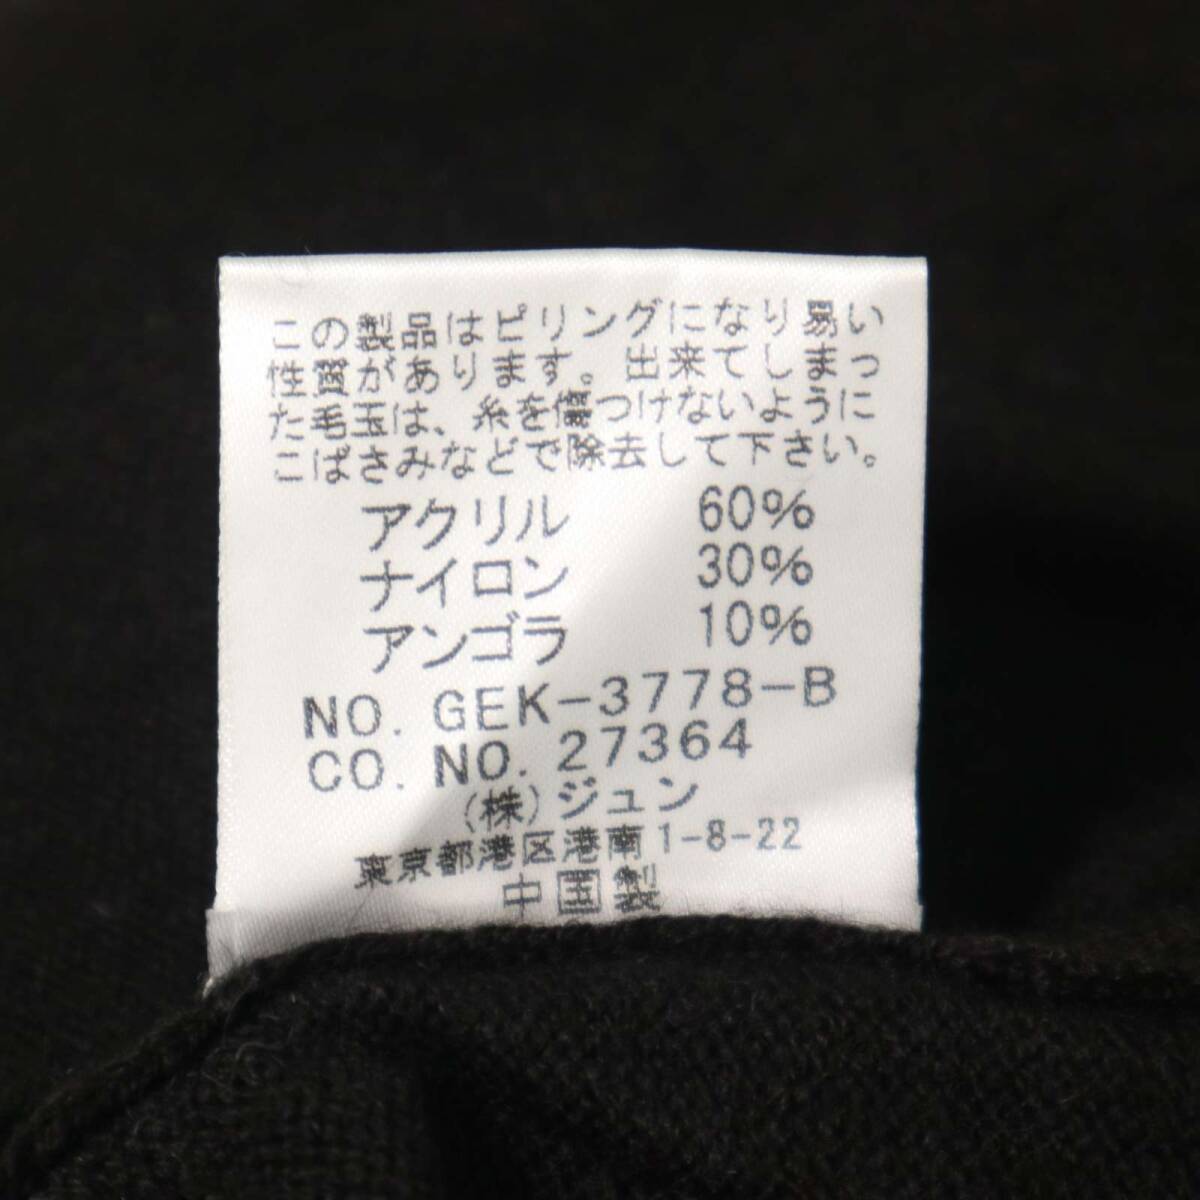 この製品はピリングになり易い
性質があります。出来てしまっ
た毛玉は、糸を傷つけないように
こばさみなどで除去して下さい。
アクリル 60%
ナイロン 30%
アンゴラ 10%
NO. GEK-3778-B
CO. NO. 27364
(株)ジュン
東京都港区港南1-8-22
中国製